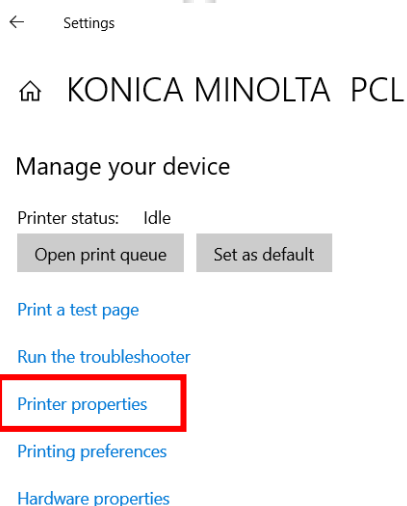 Settings
KONICA MINOLTA PCL
Manage your device
Printer status: Idle
Open print queue Set as default
Print a test page
Run the troubleshooter
Printer properties
Printing preferences
Hardware properties